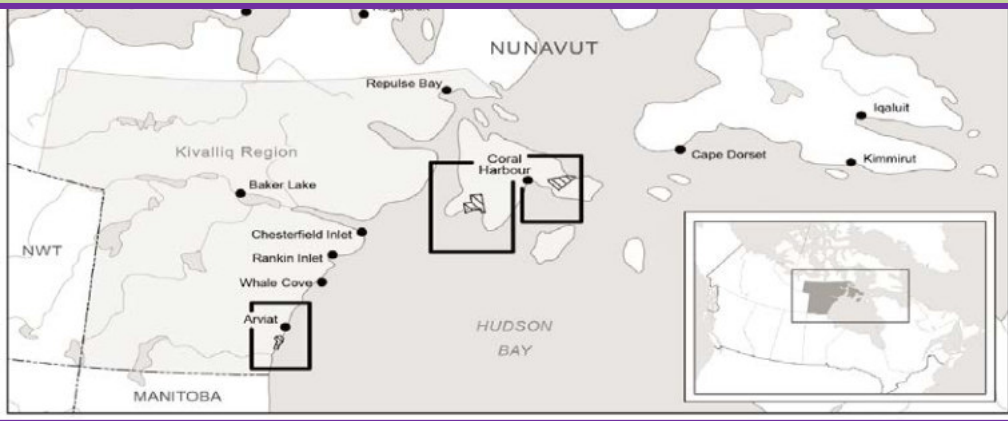 NUNAVUT
Repulse Bay
Iqaluit
Kivalliq Region
Coral
Harbour
Cape Dorset
Kimmirut
Baker Lake
Chesterfield Inlet
NWT
Rankin Inlet
Whale Cove
Arviat
HUDSON
BAY
MANITOBA